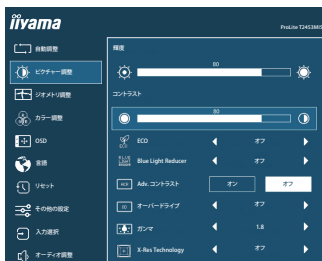 iiyama
ProLite T2453MIS
自動調整
ピクチャー調整
ジオメトリ調整
カラー調整
OSD
言語
リセット
その他の設定
入力選択
オーディオ調整
輝度
80
コントラスト
80
ECO
オフ
BLUE LIGHT
Blue Light Reducer
オフ
ACR
Adv. コントラスト
オン
オフ
OD
オーバードライブ
オフ
ガンマ
1.8
X-Res Technology
オフ